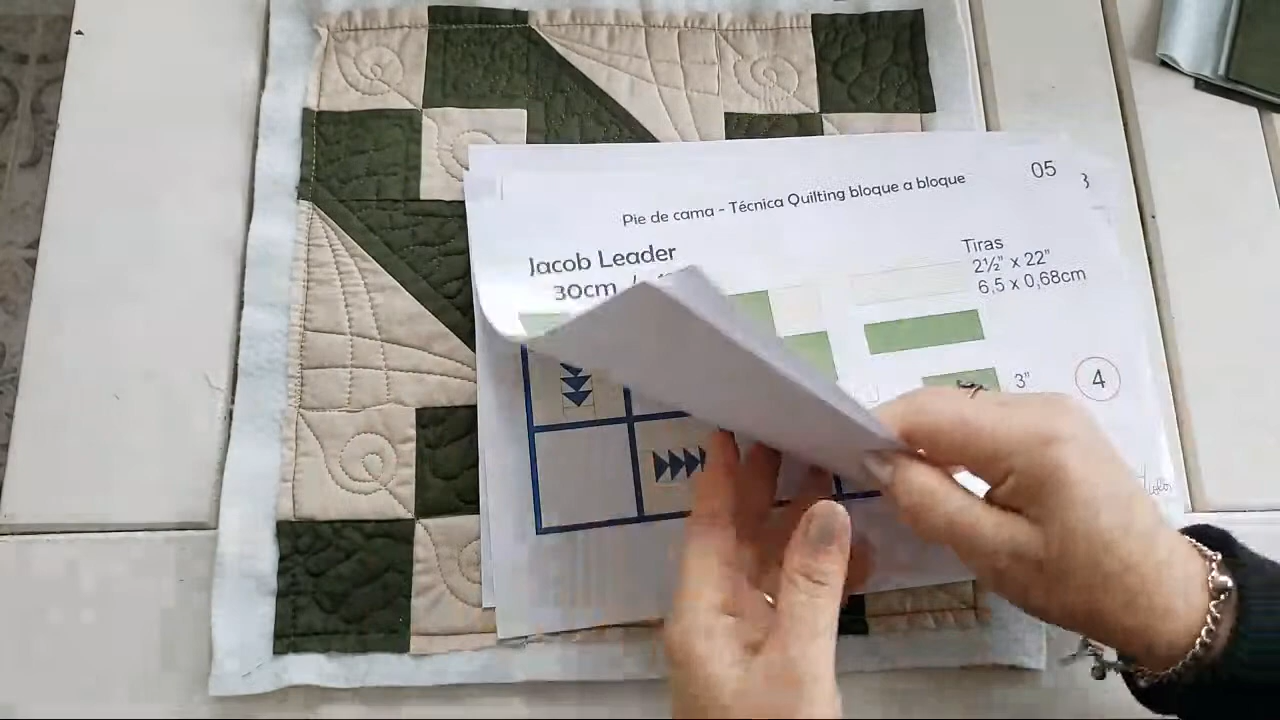 05
3
Pie de cama - Técnica Quilting bloque a bloque
Jacob Leader
30cm
Tiras
2½" x 22"
6,5 x 0,68cm
3"
4